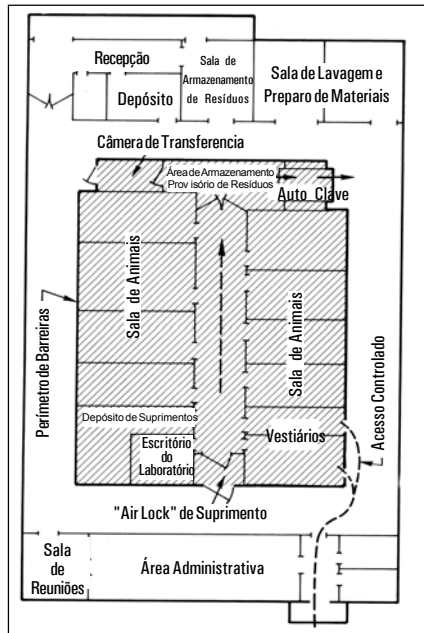 Recepção
Depósito
Sala de
Armazenamento
de Resíduos
Sala de Lavagem e
Preparo de Materiais
Câmera de Transferencia
Área de Armazenamento
Prov isório de Resíduos
Auto Clave
Sala de Animais
Sala de Animais
Perímetro de Barreiras
Acesso Controlado
Depósito de Suprimentos
Escritório
do
Laboratório
Vestiários
"Air Lock" de Suprimento
Sala
de
Reuniões
Área Administrativa